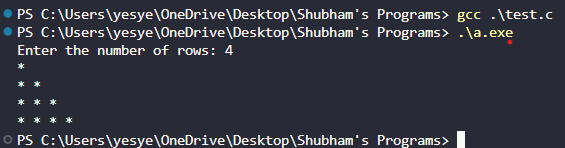 PS C:\Users\yesye\OneDrive\Desktop\Shubham's Programs> gcc .\test.c
PS C:\Users\yesye\OneDrive\Desktop\Shubham's Programs> .\a.exe
Enter the number of rows: 4
*
* *
* * *
* * * *
PS C:\Users\yesye\OneDrive\Desktop\Shubham's Programs>